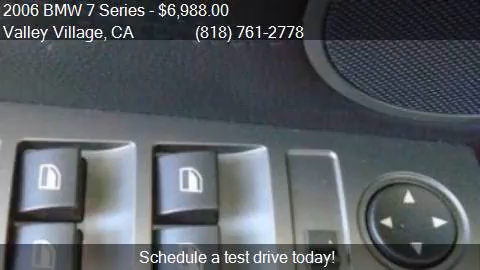 2006 BMW 7 Series - $6,988.00
Valley Village, CA (818) 761-2778
Schedule a test drive today!